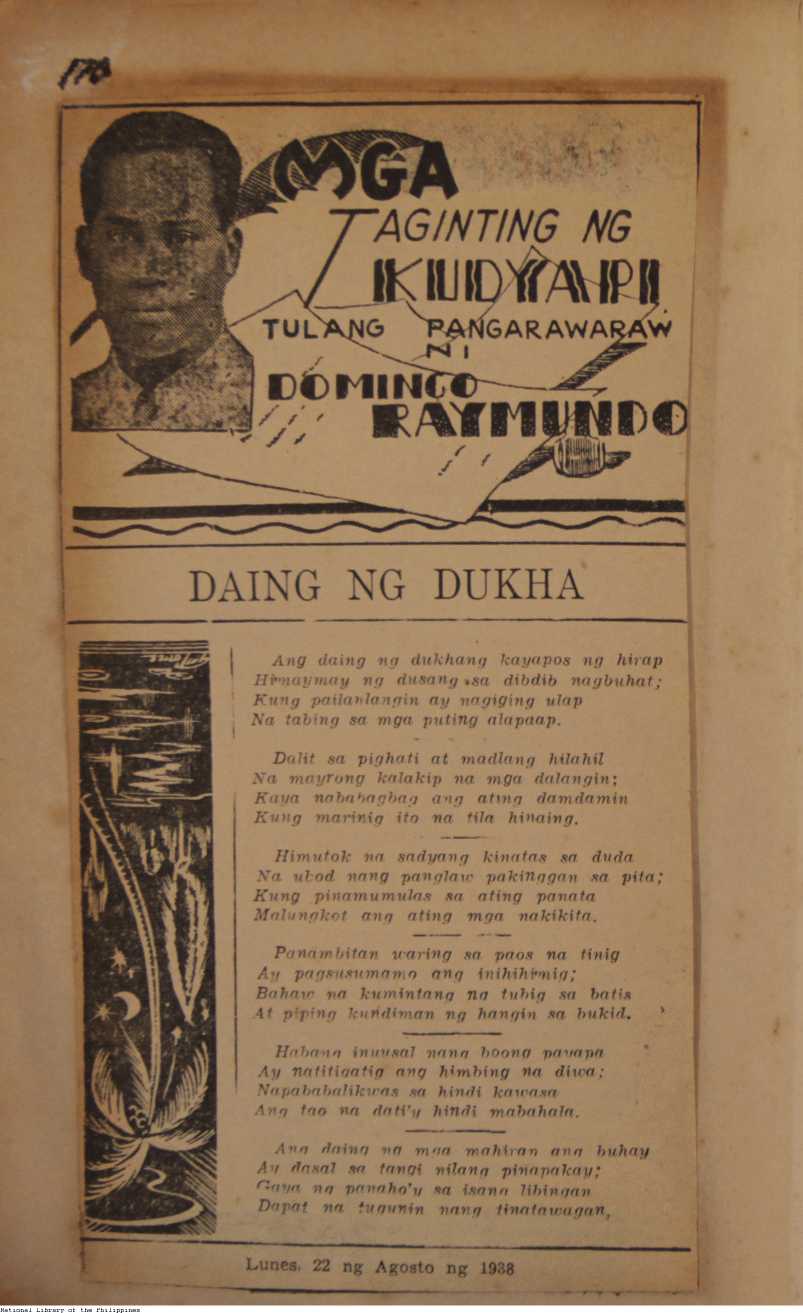 170
MGA
TAGINTING NG
KUDYAPI
TULANG PANGARAWARAW
NI
DOMINGO
RAYMUNDO
DAING NG DUKHA
Ang daing ng dukhang kayapos ng hirap
Himaymay ng dusang sa dibdib nagbuhat;
Kung pailanlangin ay nagiging ulap
Na tabing sa mga puting alapaap.
Dalit sa pighati at madlang hilahil
Na mayrong kalakip na mga dalangin;
Kaya nababagbag ang ating damdamin
Kung marinig ito na tila hinaing.
Himutok na sadyang kinatas sa duda
Na ubod nang panglaw pakinggan sa pita;
Kung pinamumulas sa ating panata
Malungkot ang ating mga nakikita.
Panambitan waring sa paos na tinig
Ay pagsusumamo ang inihihimig;
Bahaw na kumintang ng tubig sa batis
At piping kundiman ng hangin sa bukid.
Habang inuusal nang boong payapa
Ay natitigatig ang himbing na diwa;
Napababalikwas sa hindi kawasa
Ang tao na dati'y hindi mabahala.
Ang daing ng mga mahirap ang buhay
Ay dasal sa tangi nilang pinapakay;
Gaya ng panaho'y sa isang libingan
Dapat na tugunin nang tinatawagan,
Lunes, 22 ng Agosto ng 1938
National Library of the Philippines